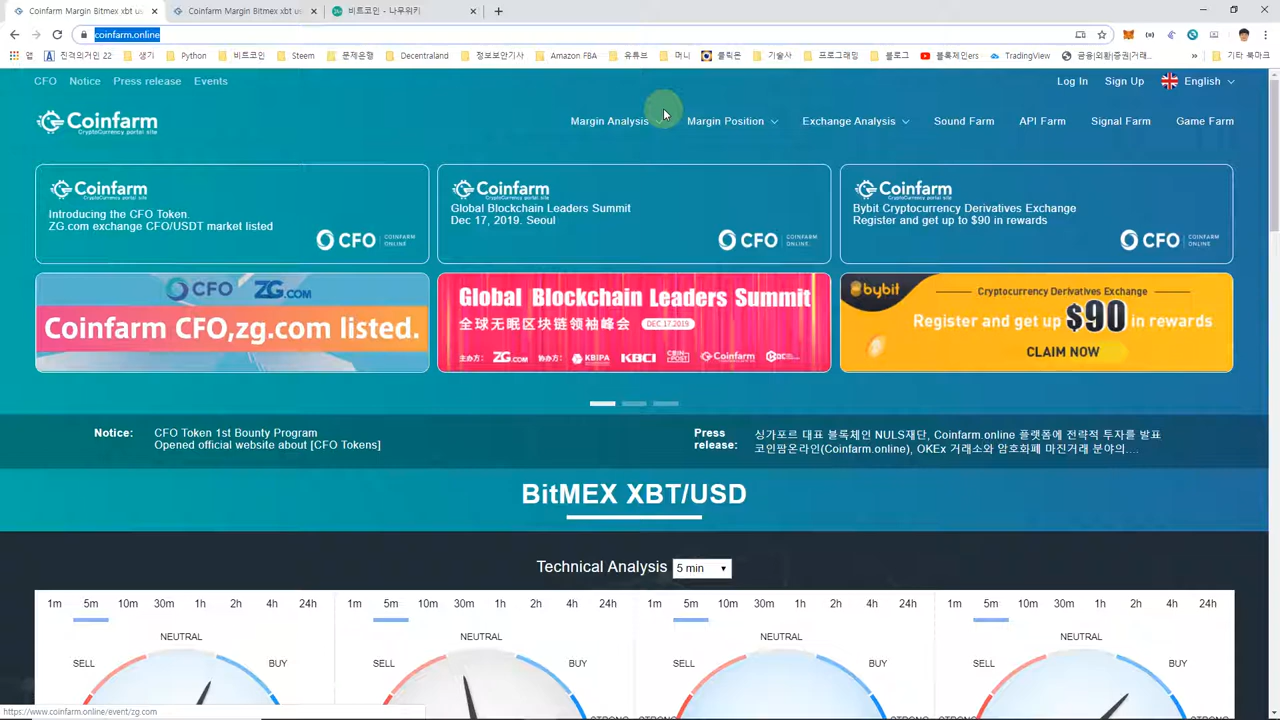 Coinfarm Margin Bitmex xbt us
Coinfarm Margin Bitmex xbt us
비트코인 - 나무위키
coinfarm.online
앱
진격의거인 22
생기
Python
비트코인
Steem
문제은행
Decentraland
정보보안기사
Amazon FBA
유튜브
머니
클릭온
기술사
프로그래밍
블로그
블록체인어스
TradingView
금융|외환|증권|거래...
»
기타 북마크
CFO Notice Press release Events
Log In Sign Up English
Coinfarm
CryptoCurrency portal site
Margin Analysis Margin Position Exchange Analysis Sound Farm API Farm Signal Farm Game Farm
Coinfarm
CryptoCurrency portal site
Introducing the CFO Token.
ZG.com exchange CFO/USDT market listed
CFO COINFARM ONLINE
Coinfarm
CryptoCurrency portal site
Global Blockchain Leaders Summit
Dec 17, 2019. Seoul
CFO COINFARM ONLINE
Coinfarm
CryptoCurrency portal site
Bybit Cryptocurrency Derivatives Exchange
Register and get up to $90 in rewards
CFO COINFARM ONLINE
CFO ZG.COM
Coinfarm CFO,zg.com listed.
Global Blockchain Leaders Summit
全球无眠区块链领袖峰会 DEC 17.2019
主办方: ZG.COM 协办方: KBIPA KBCI COIN POST Coinfarm
bybit
Cryptocurrency Derivatives Exchange
Register and get up $90 in rewards
CLAIM NOW
Notice:
CFO Token 1st Bounty Program
Opened official website about [CFO Tokens]
Press release:
싱가포르 대표 블록체인 NULS재단, Coinfarm.online 플랫폼에 전략적 투자를 발표
코인팜온라인(Coinfarm.online), OKEx 거래소와 암호화폐 마진거래 분야의....
BitMEX XBT/USD
Technical Analysis 5 min
1m 5m 10m 30m 1h 2h 4h 24h
1m 5m 10m 30m 1h 2h 4h 24h
1m 5m 10m 30m 1h 2h 4h 24h
1m 5m 10m 30m 1h 2h 4h 24h
NEUTRAL
NEUTRAL
NEUTRAL
NEUTRAL
SELL BUY
SELL BUY
SELL BUY
SELL BUY
https://www.coinfarm.online/event/zg.com